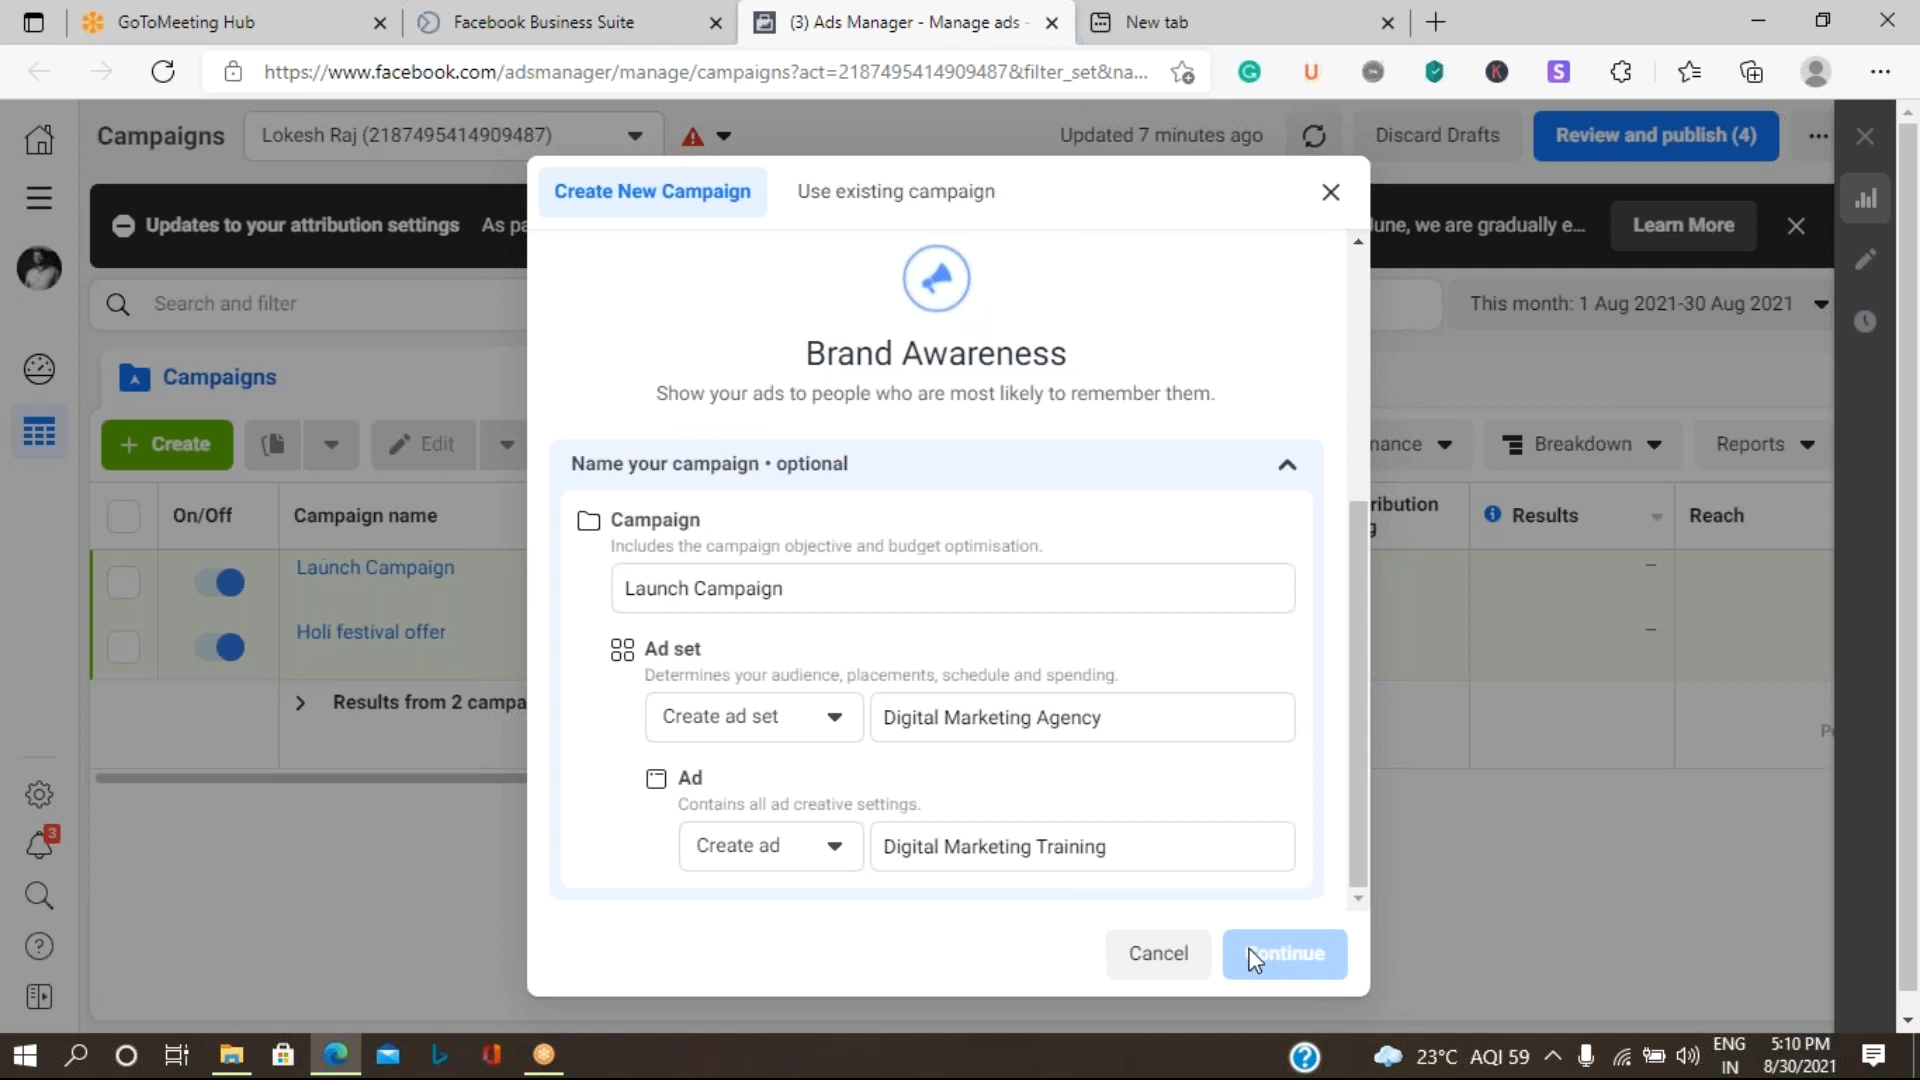 GoToMeeting Hub
Facebook Business Suite
(3) Ads Manager - Manage ads -
New tab
https://www.facebook.com/adsmanager/manage/campaigns?act=2187495414909487&filter_set&na...
Campaigns
Lokesh Raj (2187495414909487)
Updated 7 minutes ago
Discard Drafts
Review and publish (4)
Create New Campaign
Use existing campaign
Updates to your attribution settings
As pa
June, we are gradually e...
Learn More
Search and filter
This month: 1 Aug 2021-30 Aug 2021
Brand Awareness
Show your ads to people who are most likely to remember them.
Campaigns
+ Create
Edit
nance
Breakdown
Reports
Name your campaign • optional
On/Off
Campaign name
ribution
g
Results
Reach
Campaign
Includes the campaign objective and budget optimisation.
Launch Campaign
Launch Campaign
Holi festival offer
Ad set
Determines your audience, placements, schedule and spending.
Create ad set
Digital Marketing Agency
Results from 2 campa
Ad
Contains all ad creative settings.
Create ad
Digital Marketing Training
Cancel
Continue
3
23°C AQI 59
ENG
IN
5:10 PM
8/30/2021